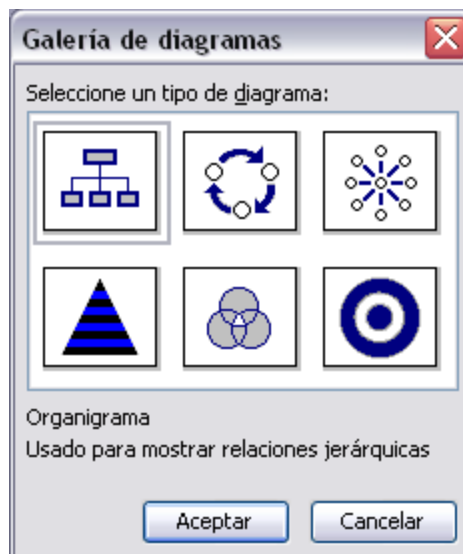 Galería de diagramas
Seleccione un tipo de diagrama:
Organigrama
Usado para mostrar relaciones jerárquicas
Aceptar
Cancelar